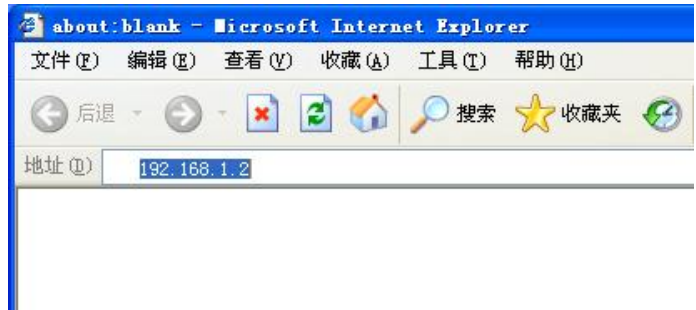 about:blank - Microsoft Internet Explorer
文件(F) 编辑(E) 查看(V) 收藏(A) 工具(T) 帮助(H)
后退 搜索 收藏夹
地址(D) 192.168.1.2